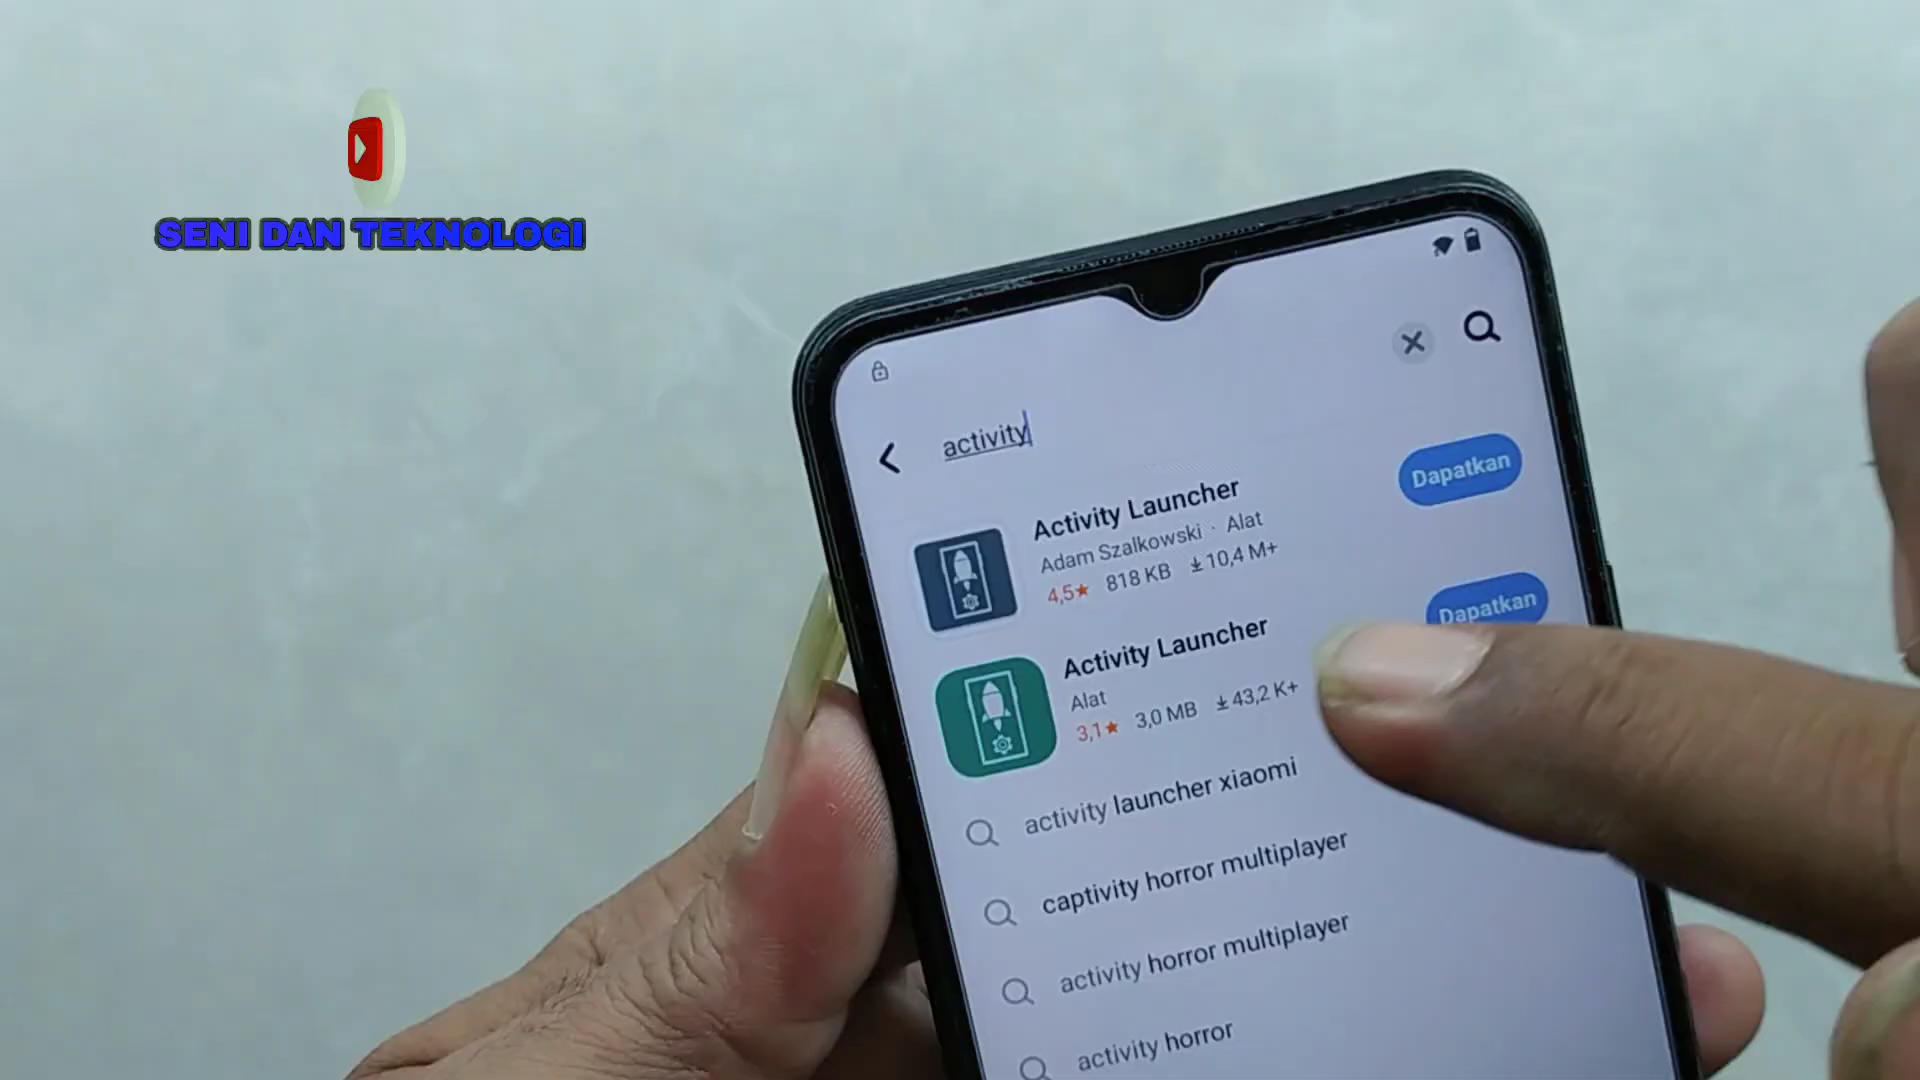 SENI DAN TEKNOLOGI
activity
Activity Launcher
Adam Szalkowski · Alat
4,5★ 818 KB 10,4 M+
Dapatkan
Activity Launcher
Alat
3,1★ 3,0 MB 43,2 K+
Dapatkan
activity launcher xiaomi
captivity horror multiplayer
activity horror multiplayer
activity horror